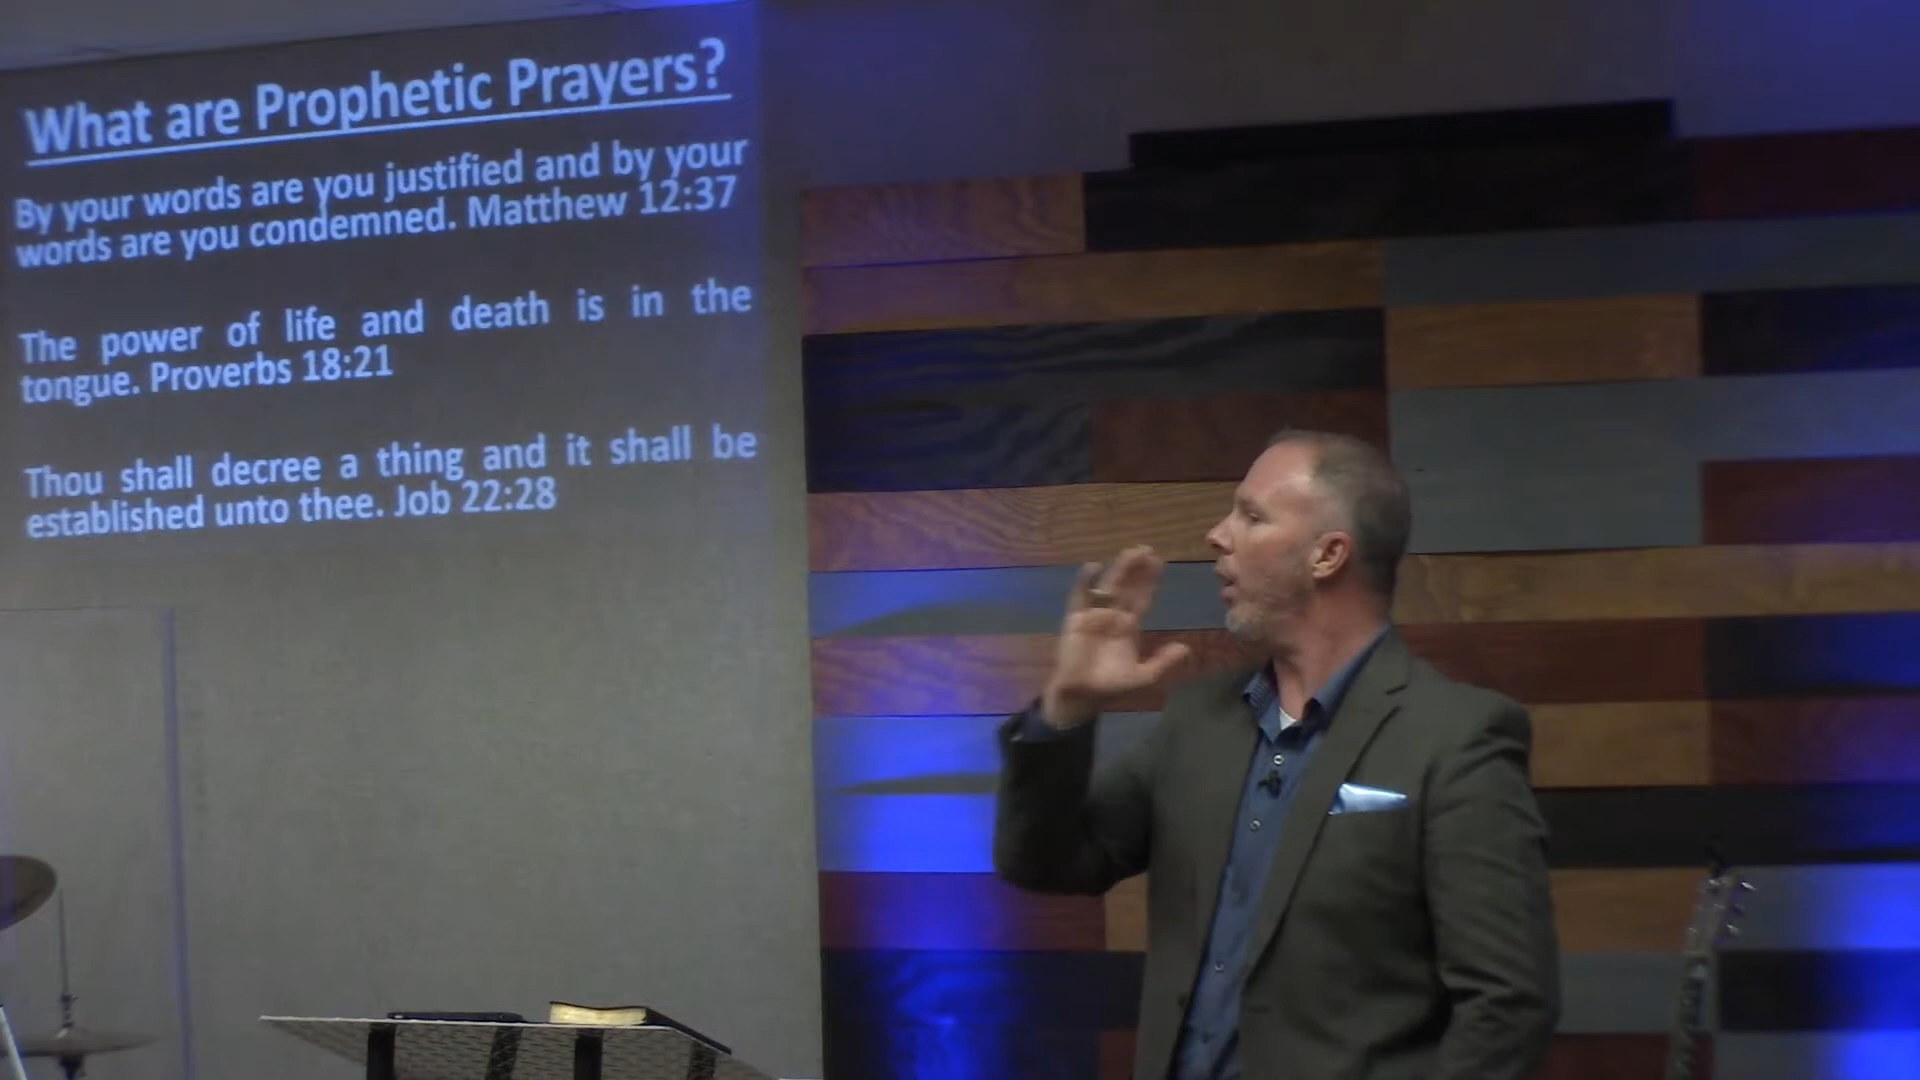 What are Prophetic Prayers?
By your words are you justified and by your
words are you condemned. Matthew 12:37
The power of life and death is in the
tongue. Proverbs 18:21
Thou shall decree a thing and it shall be
established unto thee. Job 22:28